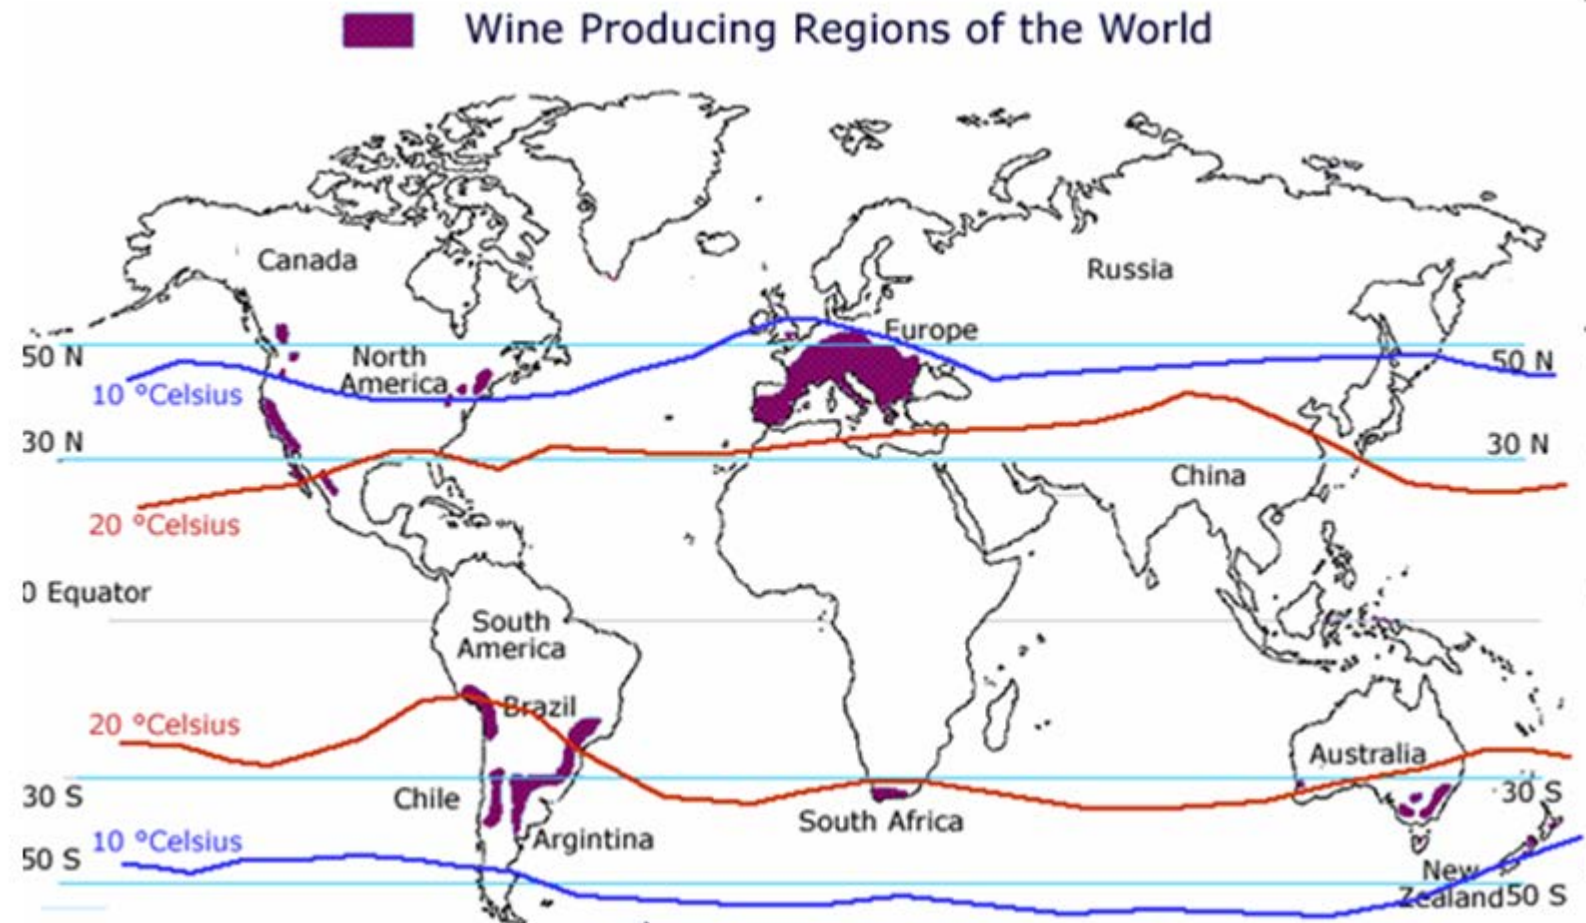 Wine Producing Regions of the World
Canada
Russia
Europe
50 N
North
America
50 N
10 °Celsius
30 N
30 N
China
20 °Celsius
0 Equator
South
America
Brazil
20 °Celsius
Australia
30 S
Chile
30 S
South Africa
10 °Celsius
Argintina
50 S
New
Zealand
50 S